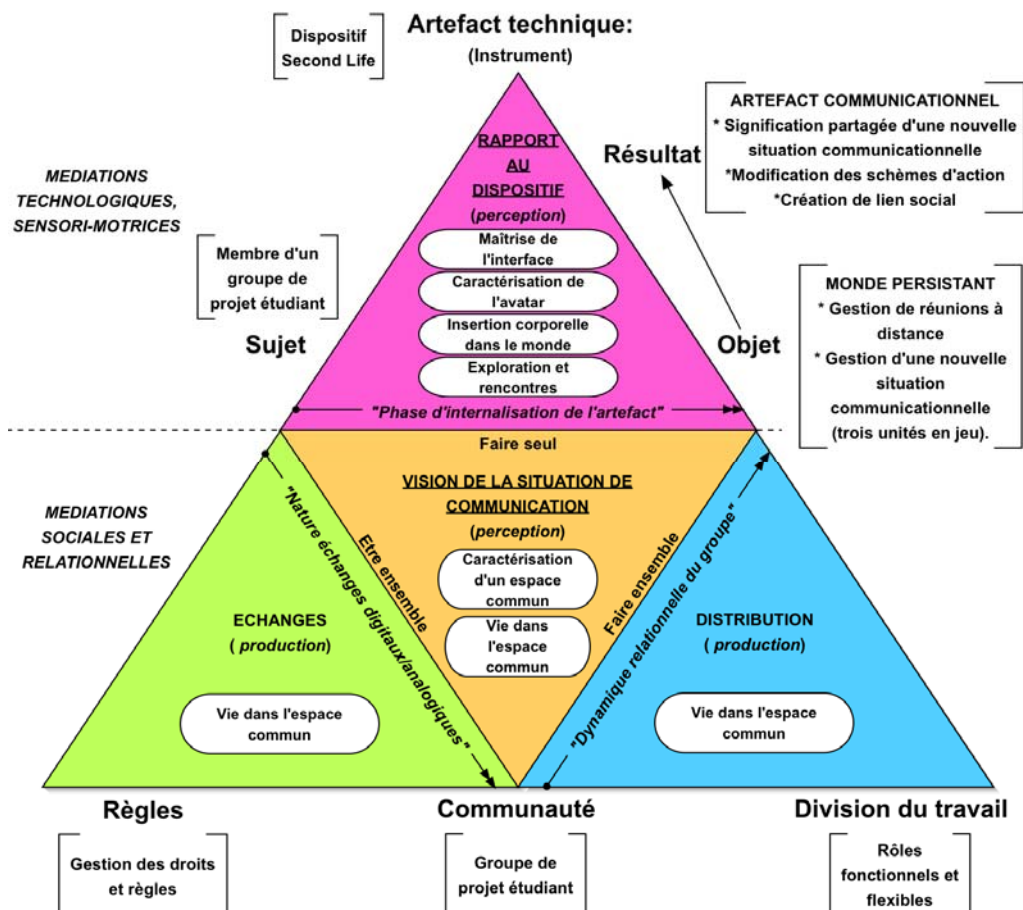 Dispositif
Second Life
Artefact technique:
(Instrument)
ARTEFACT COMMUNICATIONNEL
* Signification partagée d'une nouvelle
situation communicationnelle
*Modification des schèmes d'action
*Création de lien social
Résultat
MEDIATIONS
TECHNOLOGIQUES,
SENSORI-MOTRICES
RAPPORT
AU
DISPOSITIF
(perception)
Maîtrise de
l'interface
Caractérisation de
l'avatar
Insertion corporelle
dans le monde
Exploration et
rencontres
Membre d'un
groupe de
projet étudiant
Sujet
Objet
MONDE PERSISTANT
* Gestion de réunions à
distance
* Gestion d'une nouvelle
situation
communicationnelle
(trois unités en jeu).
"Phase d'internalisation de l'artefact"
Faire seul
MEDIATIONS
SOCIALES ET
RELATIONNELLES
VISION DE LA SITUATION DE
COMMUNICATION
(perception)
Caractérisation
d'un espace
commun
Vie dans
l'espace
commun
Etre ensemble
"Nature échanges digitaux/analogiques"
Faire ensemble
"Dynamique relationnelle du groupe"
ECHANGES
( production)
Vie dans l'espace
commun
DISTRIBUTION
( production)
Vie dans l'espace
commun
Règles
Communauté
Division du travail
Gestion des droits
et règles
Groupe de
projet étudiant
Rôles
fonctionnels et
flexibles